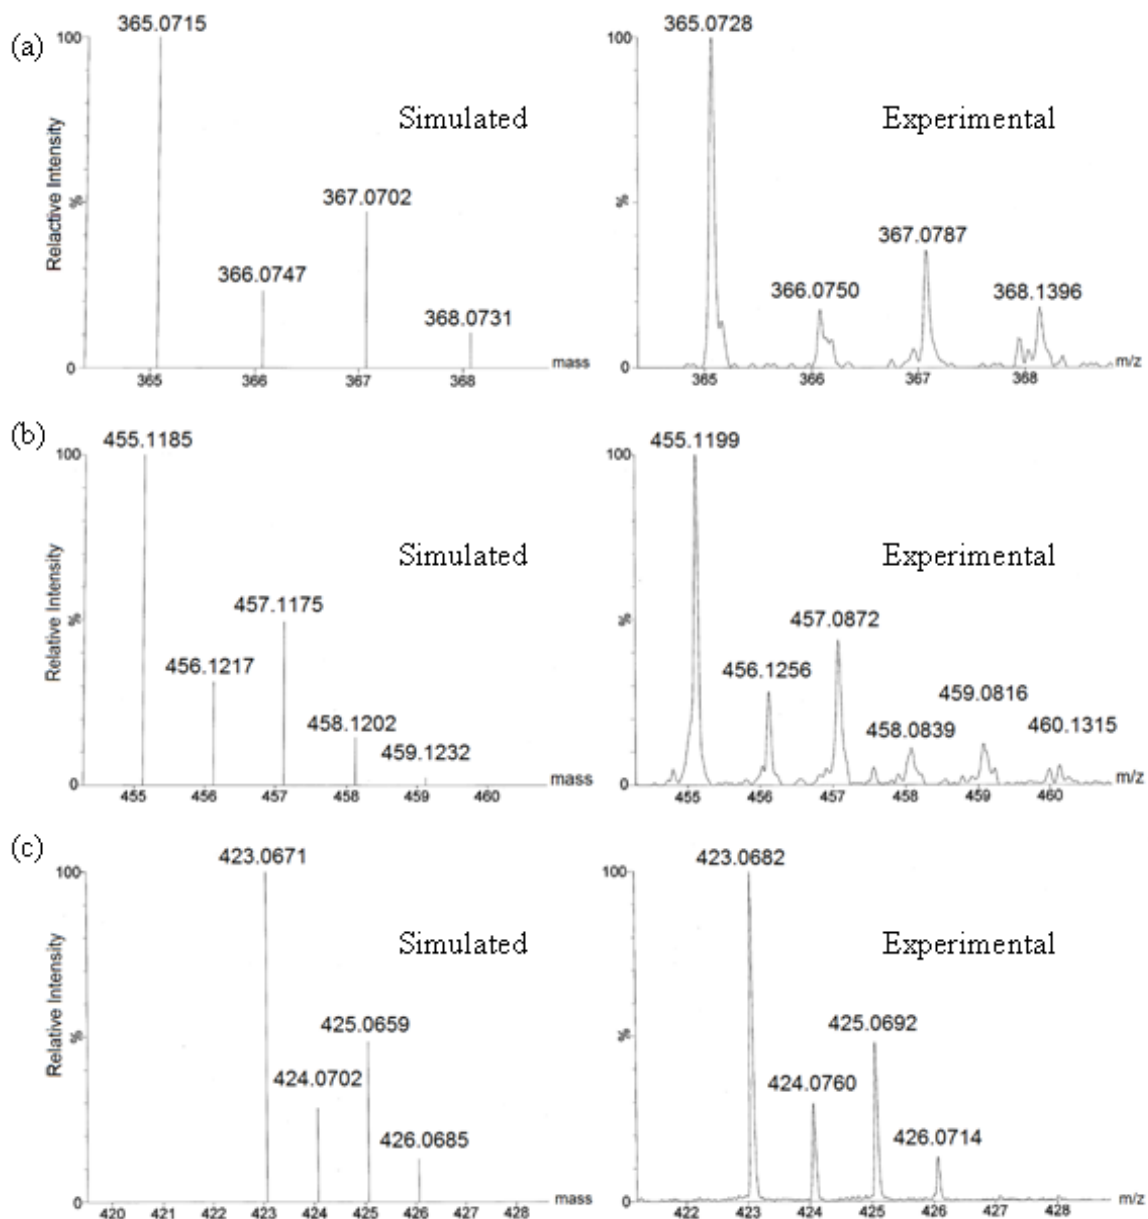 (a)
365.0715
100
Simulated
367.0702
%
366.0747
368.0731
0
365 366 367 368
mass
Relactive Intensity
365.0728
100
Experimental
367.0787
%
366.0750
368.1396
0
365 366 367 368
m/z
(b)
455.1185
100
Simulated
457.1175
%
456.1217
458.1202
459.1232
0
455 456 457 458 459 460
mass
Relative Intensity
455.1199
100
Experimental
457.0872
%
456.1256
459.0816
458.0839
460.1315
0
455 456 457 458 459 460
m/z
(c)
423.0671
100
Simulated
425.0659
%
424.0702
426.0685
0
420 421 422 423 424 425 426 427 428
mass
Relative Intensity
423.0682
100
Experimental
425.0692
%
424.0760
426.0714
0
422 423 424 425 426 427 428
m/z